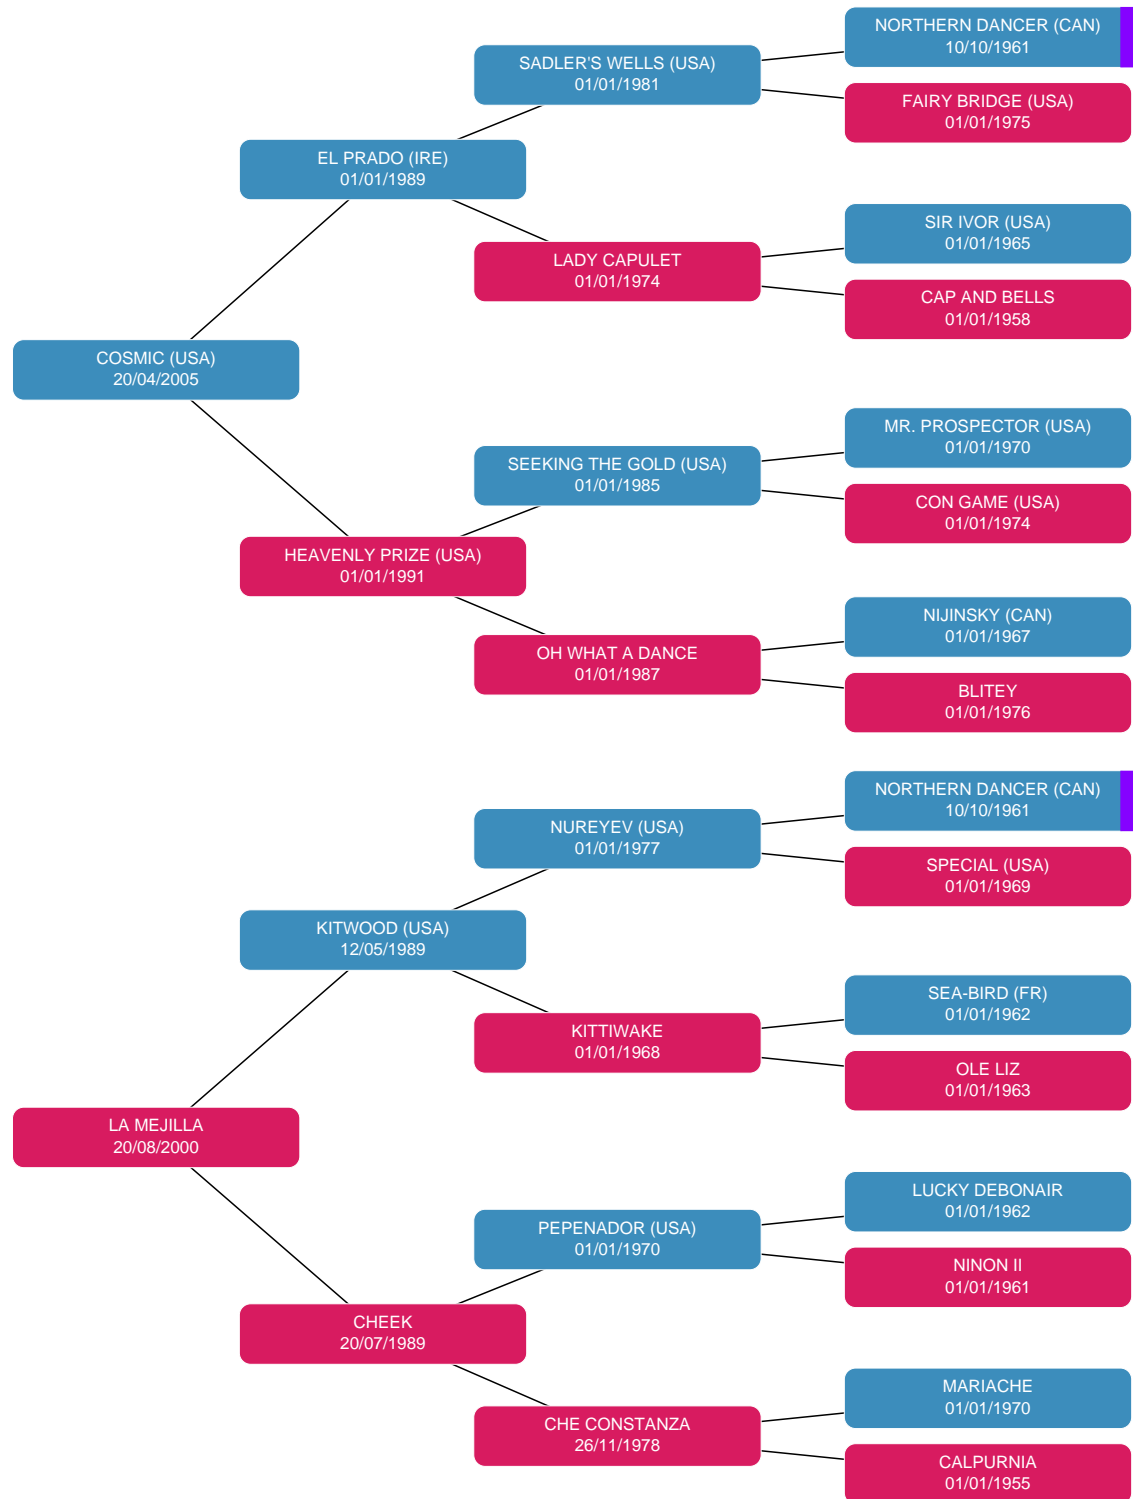 NORTHERN DANCER (CAN)
10/10/1961
SADLER'S WELLS (USA)
01/01/1981
FAIRY BRIDGE (USA)
01/01/1975
EL PRADO (IRE)
01/01/1989
SIR IVOR (USA)
01/01/1965
LADY CAPULET
01/01/1974
CAP AND BELLS
01/01/1958
COSMIC (USA)
20/04/2005
MR. PROSPECTOR (USA)
01/01/1970
SEEKING THE GOLD (USA)
01/01/1985
CON GAME (USA)
01/01/1974
HEAVENLY PRIZE (USA)
01/01/1991
NIJINSKY (CAN)
01/01/1967
OH WHAT A DANCE
01/01/1987
BLITEY
01/01/1976
NORTHERN DANCER (CAN)
10/10/1961
NUREYEV (USA)
01/01/1977
SPECIAL (USA)
01/01/1969
KITWOOD (USA)
12/05/1989
SEA-BIRD (FR)
01/01/1962
KITTIWAKE
01/01/1968
OLE LIZ
01/01/1963
LA MEJILLA
20/08/2000
LUCKY DEBONAIR
01/01/1962
PEPENADOR (USA)
01/01/1970
NINON II
01/01/1961
CHEEK
20/07/1989
MARIACHE
01/01/1970
CHE CONSTANZA
26/11/1978
CALPURNIA
01/01/1955